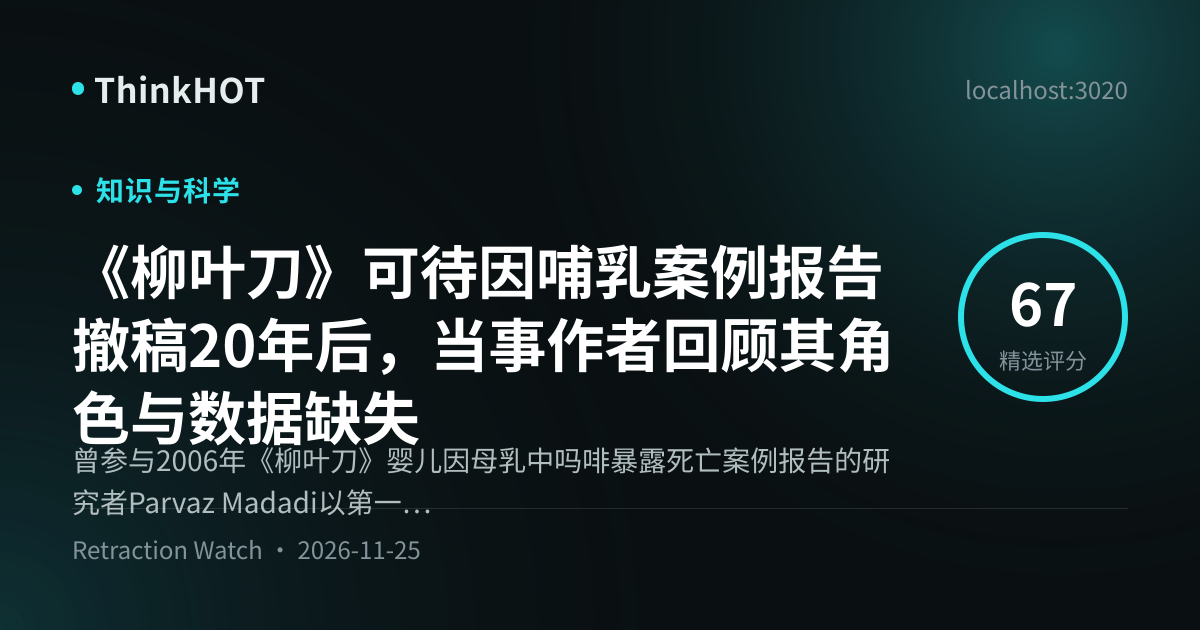 ThinkHOT
localhost:3020
知识与科学
《柳叶刀》可待因哺乳案例报告
撤稿20年后，当事作者回顾其角
色与数据缺失
67
精选评分
曾参与2006年《柳叶刀》婴儿因母乳中吗啡暴露死亡案例报告的研
究者Parvaz Madadi以第一…
Retraction Watch · 2026-11-25